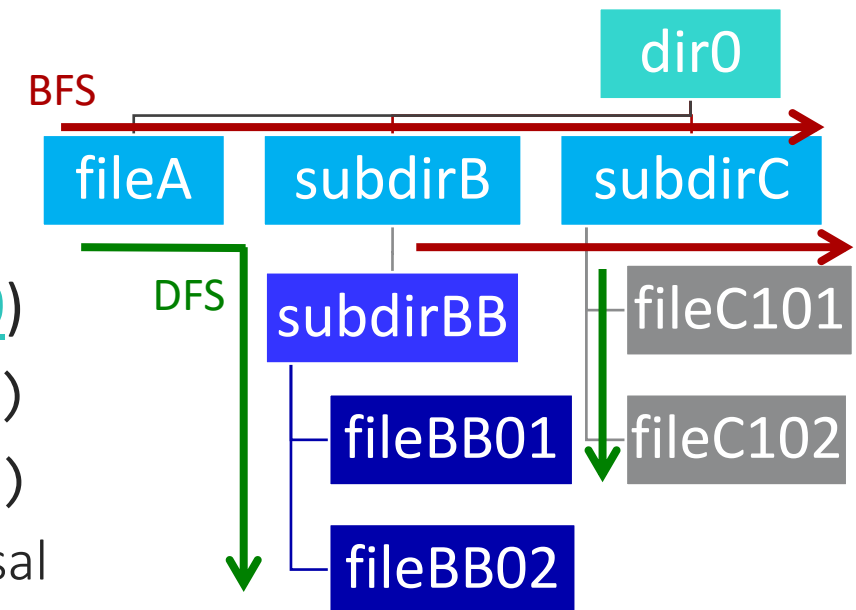 dir0
BFS
fileA
subdirB
subdirC
DFS
subdirBB
fileC101
)
fileBB01
fileC102
)
)
fileBB02
sal